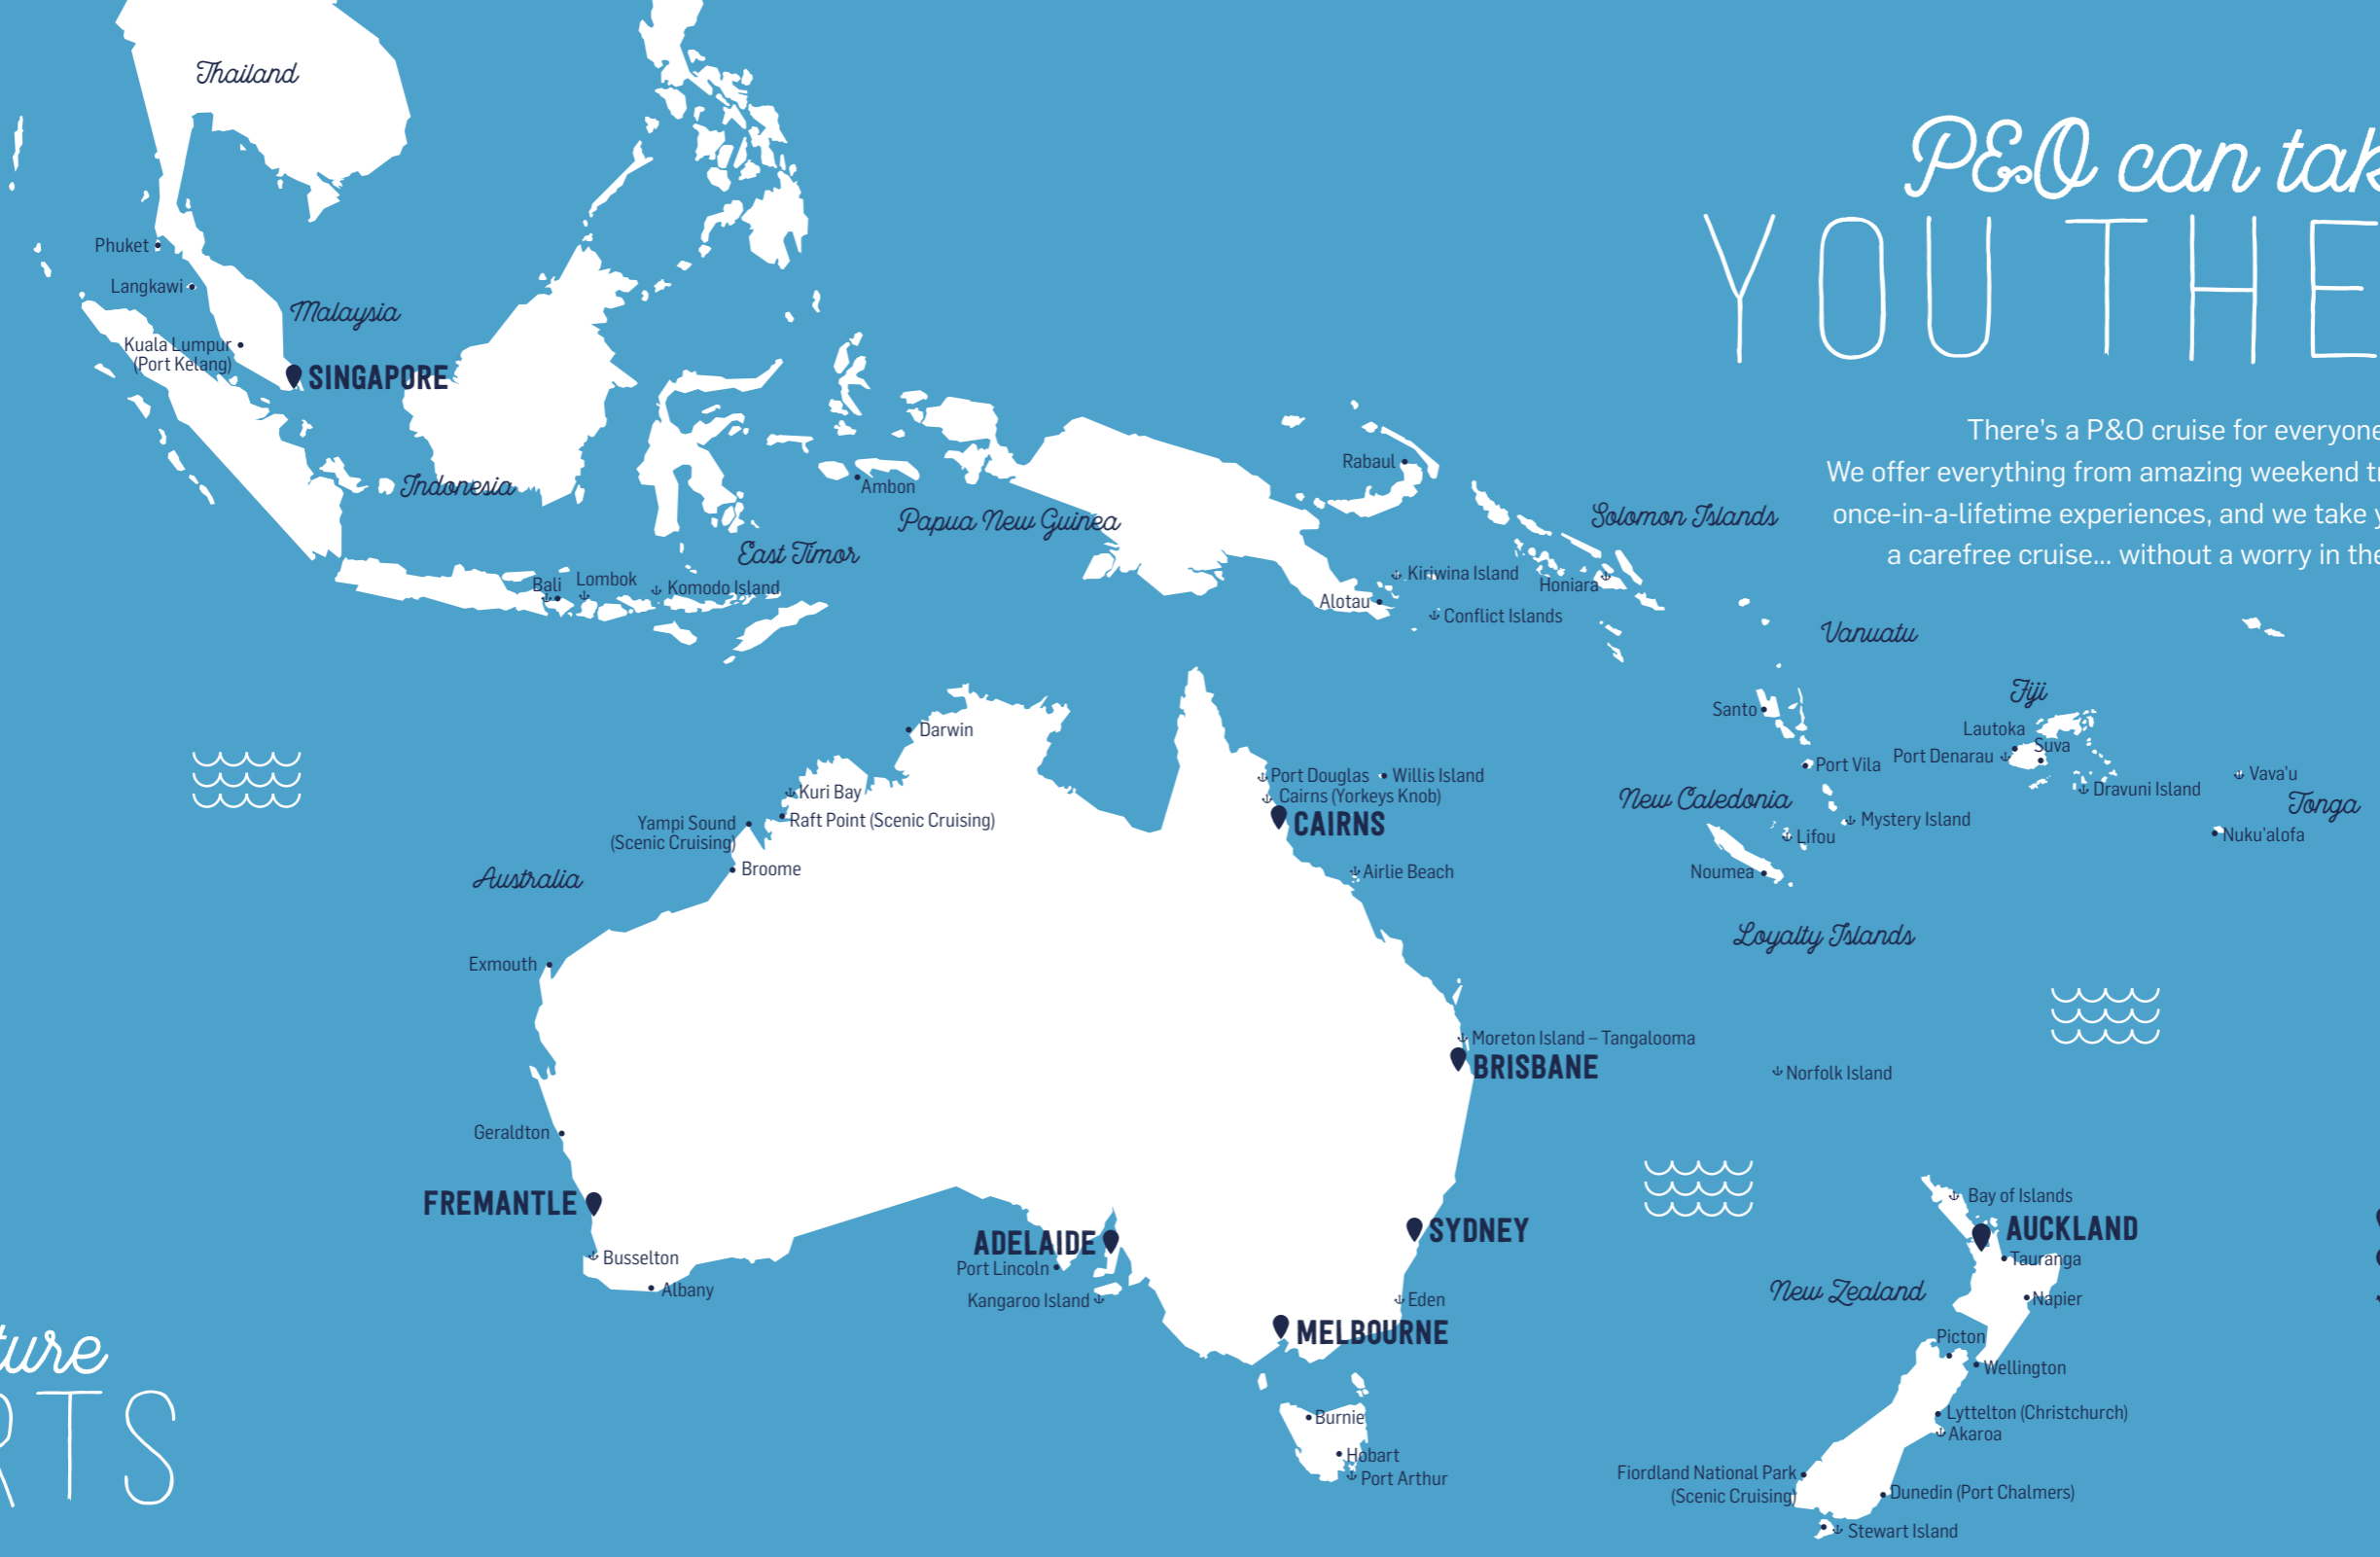 P&O can tak
YOU THE
There's a P&O cruise for everyone
We offer everything from amazing weekend tr
once-in-a-lifetime experiences, and we take y
a carefree cruise... without a worry in the
Thailand
Phuket
Langkawi
Malaysia
Kuala Lumpur
(Port Kelang)
SINGAPORE
Indonesia
Ambon
Papua New Guinea
East Timor
Bali
Lombok
Komodo Island
Rabaul
Solomon Islands
Kiriwina Island
Honiara
Alotau
Conflict Islands
Vanuatu
Fiji
Santo
Lautoka
Suva
Port Vila
Port Denarau
Dravuni Island
Vava'u
Tonga
Nuku'alofa
New Caledonia
Mystery Island
Lifou
Noumea
Loyalty Islands
Darwin
Kuri Bay
Raft Point (Scenic Cruising)
Yampi Sound
(Scenic Cruising)
Broome
Australia
Exmouth
Port Douglas
Willis Island
Cairns (Yorkeys Knob)
CAIRNS
Airlie Beach
Moreton Island – Tangalooma
BRISBANE
Norfolk Island
Geraldton
FREMANTLE
Busselton
Albany
ADELAIDE
Port Lincoln
Kangaroo Island
SYDNEY
Eden
MELBOURNE
Burnie
Hobart
Port Arthur
Bay of Islands
AUCKLAND
Tauranga
New Zealand
Napier
Picton
Wellington
Lyttelton (Christchurch)
Akaroa
Fiordland National Park
(Scenic Cruising)
Dunedin (Port Chalmers)
Stewart Island
ture
RTS